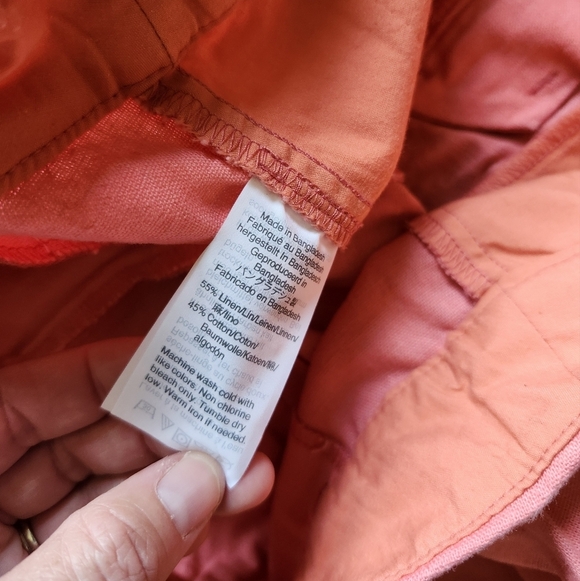 Made in Bangladesh
Fabriqué au Bangladesh
hergestellt in Bangladesch
Geproduceerd in
Bangladesh
バングラデシュ製
Fabricado en Bangladesh
55% Linen/Lin/Leinen/Linnen/
麻/lino
45% Cotton/Coton/
Baumwolle/Katoen/綿/
algodón
Machine wash cold with
like colors. Non chlorine
bleach only. Tumble dry
low. Warm iron if needed.